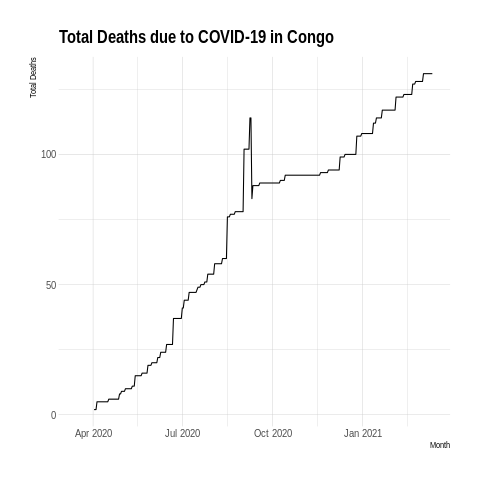 Total Deaths due to COVID-19 in Congo
Total Deaths
100
50
0
Apr 2020 Jul 2020 Oct 2020 Jan 2021
Month